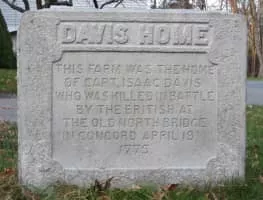 DAVIS HOME
THIS FARM WAS THE HOME
OF CAPT. ISAAC DAVIS
WHO WAS KILLED IN BATTLE
BY THE BRITISH AT
THE OLD NORTH BRIDGE
IN CONCORD APRIL 19
1775.